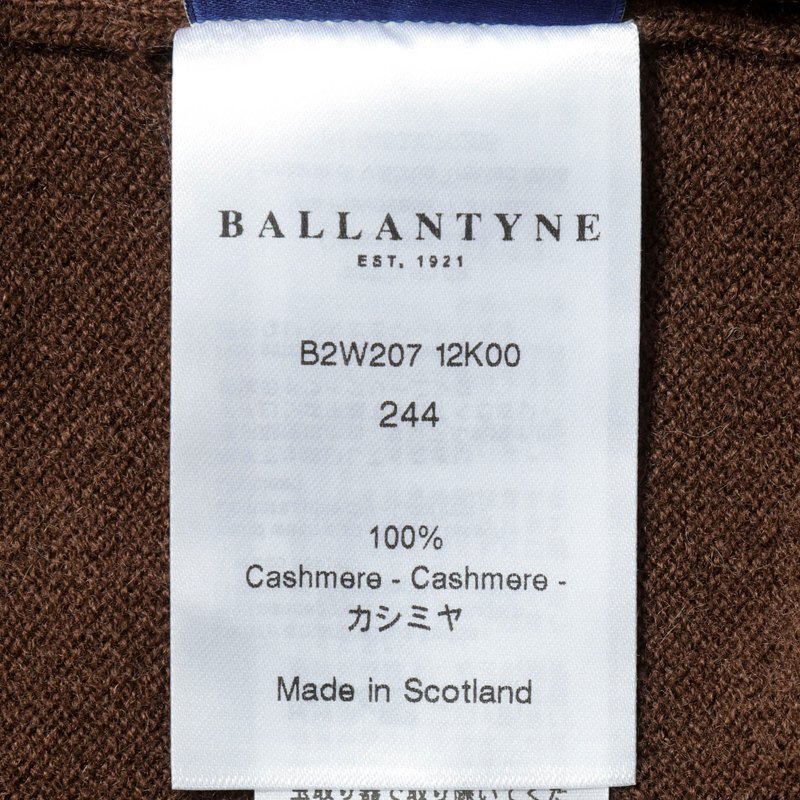 BALLANTYNE
EST. 1921
B2W207 12K00
244
100%
Cashmere - Cashmere -
カシミヤ
Made in Scotland